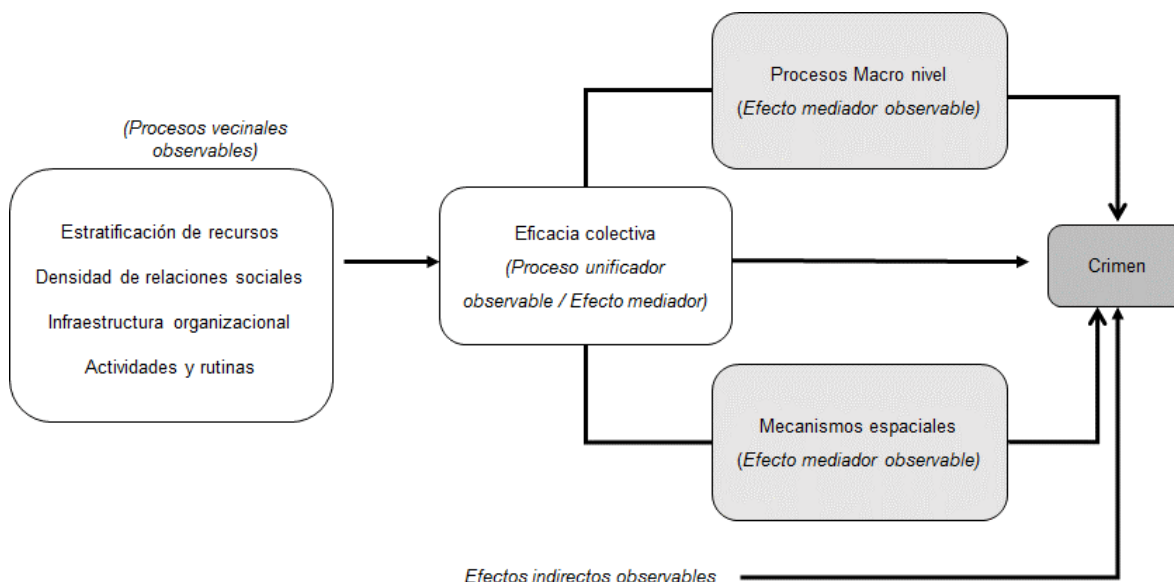 (Procesos vecinales
observables)
Estratificación de recursos
Densidad de relaciones sociales
Infraestructura organizacional
Actividades y rutinas
Eficacia colectiva
(Proceso unificador
observable / Efecto mediador)
Procesos Macro nivel
(Efecto mediador observable)
Crimen
Mecanismos espaciales
(Efecto mediador observable)
Efectos indirectos observables